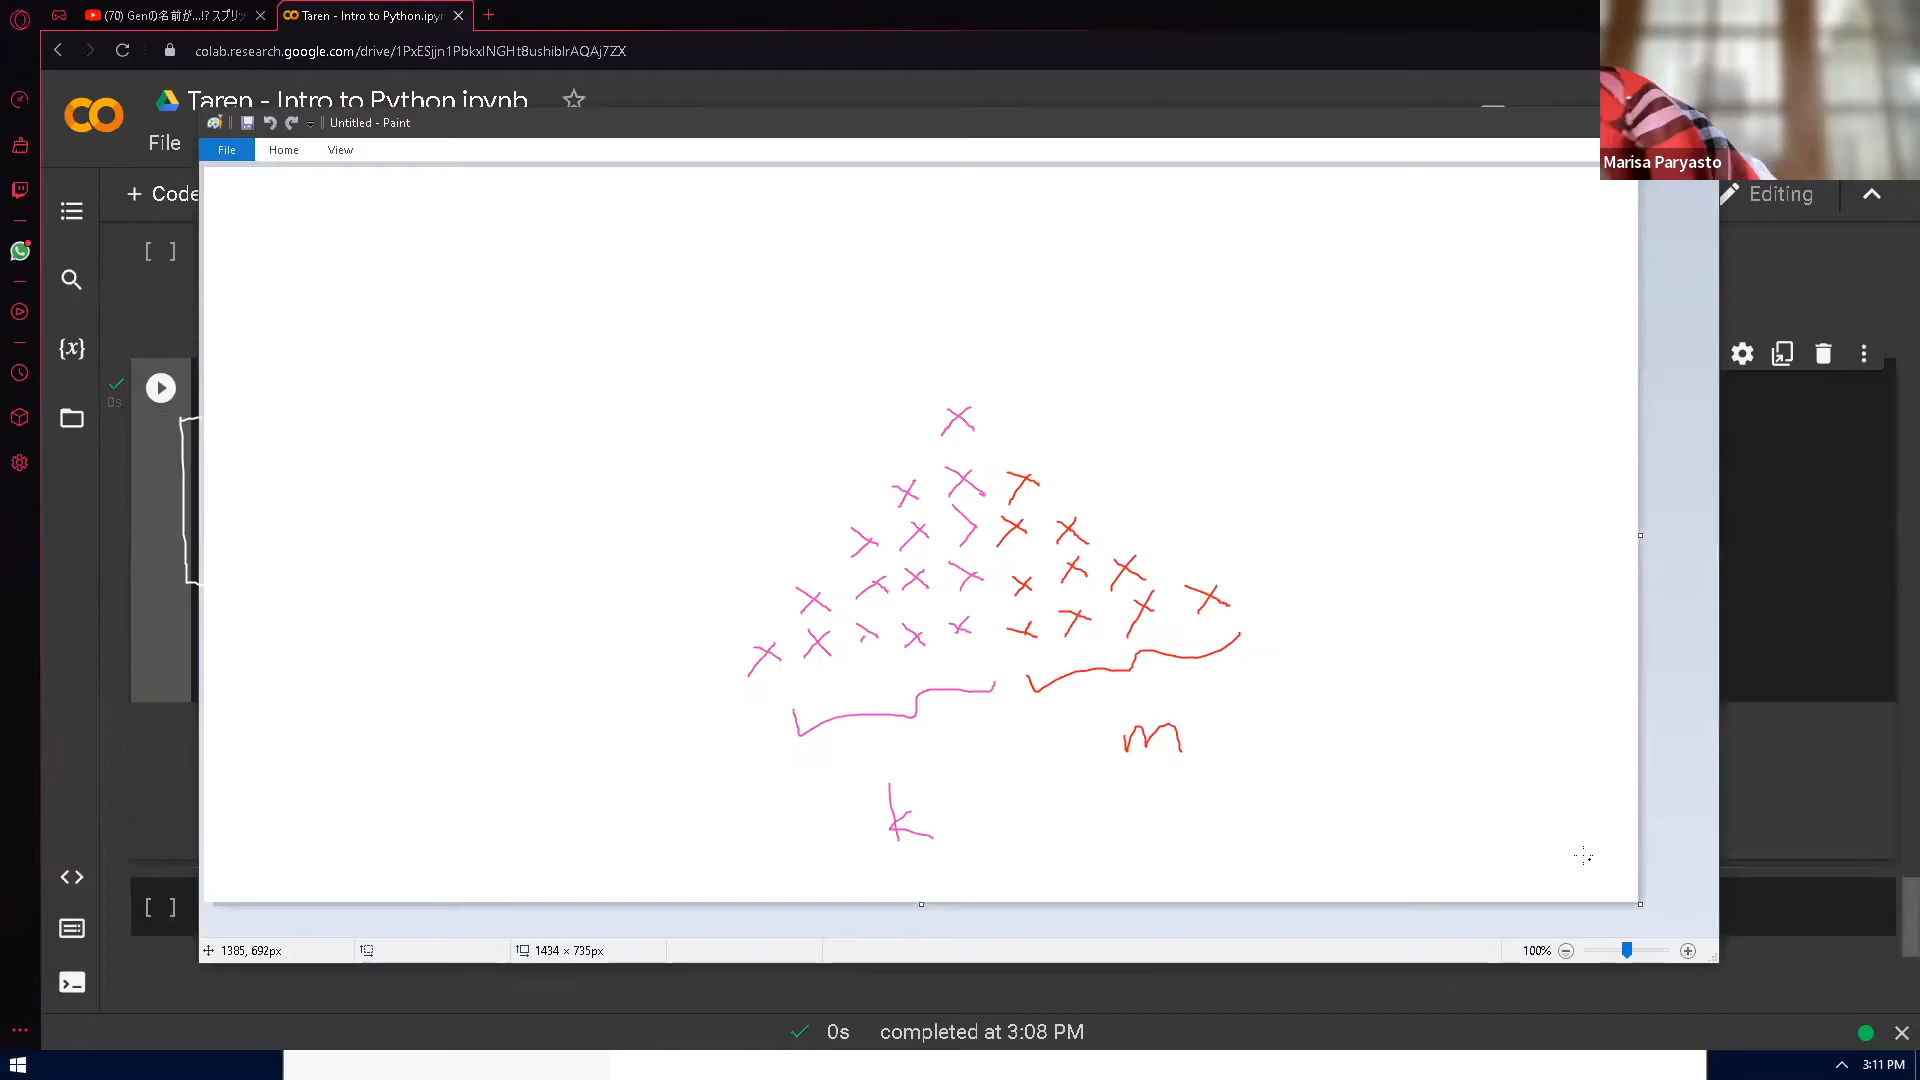 (70) Genの名前が...!? スプリッ
Taren - Intro to Python.ipyr
colab.research.google.com/drive/1PxESjjn1PbkxlNGHt8ushiblrAQAj7ZX
Taren - Intro to Python.ipynb
Untitled - Paint
File
File Home View
Marisa Paryasto
+ Code
Editing
[ ]
{x}
0s
X
X X X
X X X X
X X X X X X X
X X X X X X X X X
m
k
[ ]
1385, 692px
1434 × 735px
100%
0s completed at 3:08 PM
3:11 PM